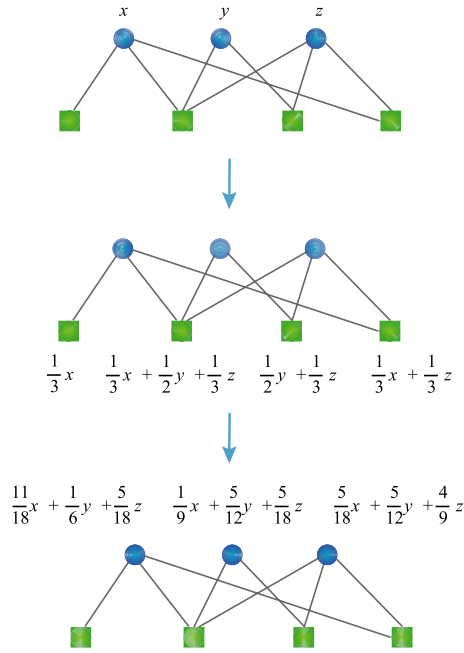 x y z
1/3 x 1/3 x + 1/2 y + 1/3 z 1/2 y + 1/3 z 1/3 x + 1/3 z
11/18 x + 1/6 y + 5/18 z 1/9 x + 5/12 y + 5/18 z 5/18 x + 5/12 y + 4/9 z